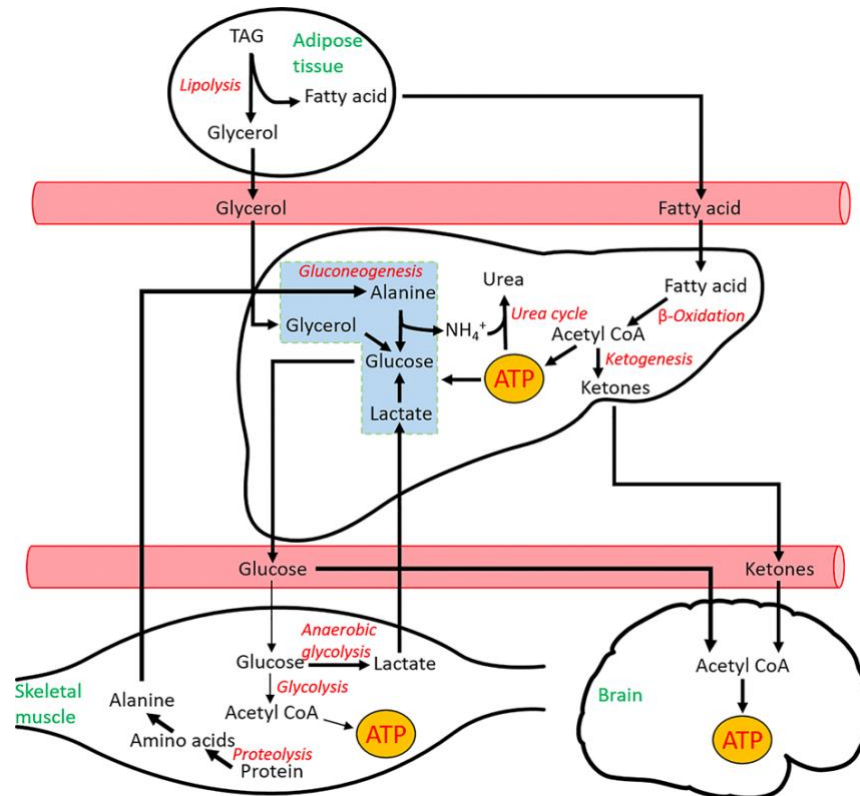 TAG
Adipose
tissue
Lipolysis
Fatty acid
Glycerol
Glycerol
Fatty acid
Gluconeogenesis
Alanine
Urea
Fatty acid
Glycerol
NH₄⁺
Urea cycle
β-Oxidation
Acetyl CoA
Glucose
Ketogenesis
ATP
Ketones
Lactate
Glucose
Ketones
Anaerobic
glycolysis
Glucose
Lactate
Acetyl CoA
Skeletal
muscle
Glycolysis
Alanine
Brain
Acetyl CoA
Amino acids
ATP
ATP
Proteolysis
Protein